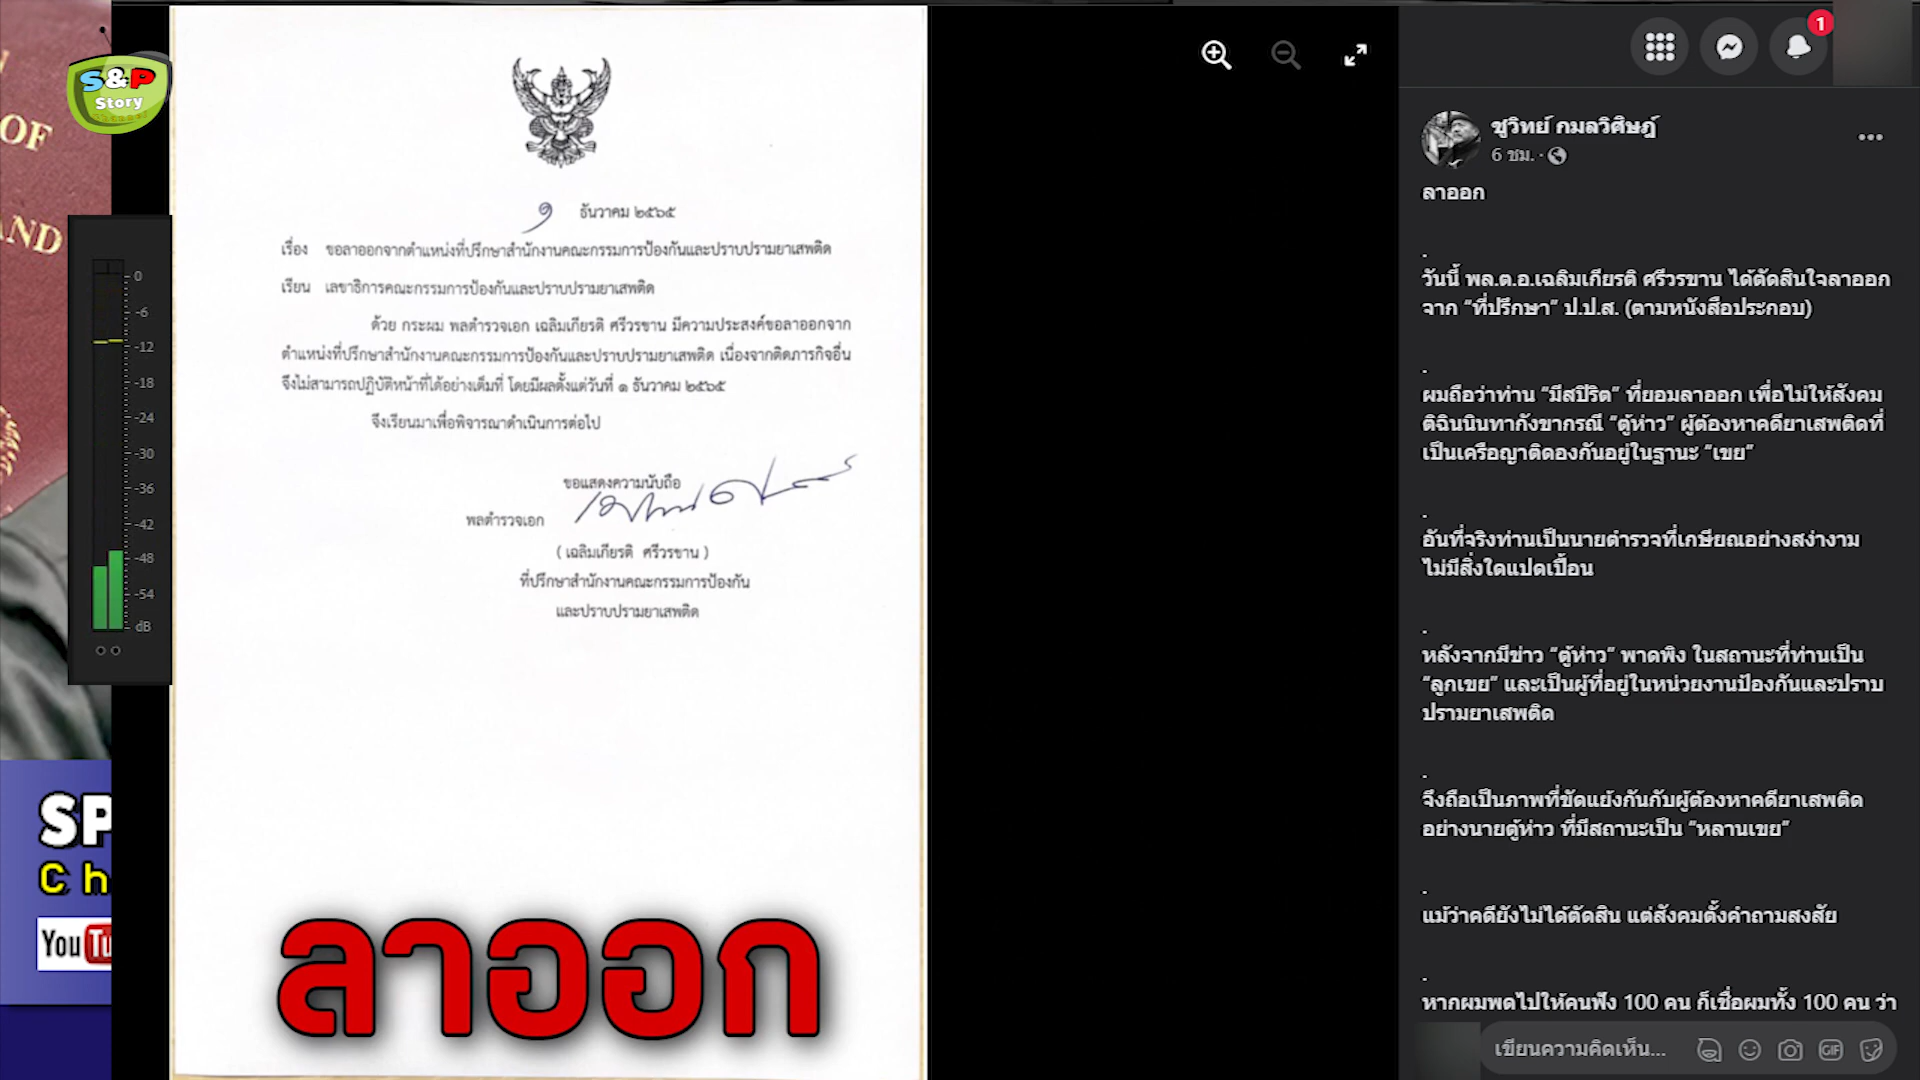 OF
AND
S&P
Story
Channel
0
-6
-12
-18
-24
-30
-36
-42
-48
-54
dB
SP
Ch
You Tu
๑ ธันวาคม ๒๕๖๕
เรื่อง ขอลาออกจากตำแหน่งที่ปรึกษาสำนักงานคณะกรรมการป้องกันและปราบปรามยาเสพติด
เรียน เลขาธิการคณะกรรมการป้องกันและปราบปรามยาเสพติด
ด้วย กระผม พลตำรวจเอก เฉลิมเกียรติ ศรีวรขาน มีความประสงค์ขอลาออกจาก
ตำแหน่งที่ปรึกษาสำนักงานคณะกรรมการป้องกันและปราบปรามยาเสพติด เนื่องจากติดภารกิจอื่น
จึงไม่สามารถปฏิบัติหน้าที่ได้อย่างเต็มที่ โดยมีผลตั้งแต่วันที่ ๑ ธันวาคม ๒๕๖๕
จึงเรียนมาเพื่อพิจารณาดำเนินการต่อไป
ขอแสดงความนับถือ
พลตำรวจเอก
( เฉลิมเกียรติ ศรีวรขาน )
ที่ปรึกษาสำนักงานคณะกรรมการป้องกัน
และปราบปรามยาเสพติด
ลาออก
1
ชูวิทย์ กมลวิศิษฎ์
6 ชม. ·
ลาออก
.
วันนี้ พล.ต.อ.เฉลิมเกียรติ ศรีวรขาน ได้ตัดสินใจลาออก
จาก “ที่ปรึกษา” ป.ป.ส. (ตามหนังสือประกอบ)
.
ผมถือว่าท่าน “มีสปิริต” ที่ยอมลาออก เพื่อไม่ให้สังคม
ติฉินนินทากังขากรณี “ตู้ห่าว” ผู้ต้องหาคดียาเสพติดที่
เป็นเครือญาติดองกันอยู่ในฐานะ “เขย”
.
อันที่จริงท่านเป็นนายตำรวจที่เกษียณอย่างสง่างาม
ไม่มีสิ่งใดแปดเปื้อน
.
หลังจากมีข่าว “ตู้ห่าว” พาดพิง ในสถานะที่ท่านเป็น
“ลูกเขย” และเป็นผู้ที่อยู่ในหน่วยงานป้องกันและปราบ
ปรามยาเสพติด
.
จึงถือเป็นภาพที่ขัดแย้งกันกับผู้ต้องหาคดียาเสพติด
อย่างนายตู้ห่าว ที่มีสถานะเป็น “หลานเขย”
.
แม้ว่าคดียังไม่ได้ตัดสิน แต่สังคมตั้งคำถามสงสัย
.
หากผมพูดไปให้คนฟัง 100 คน ก็เชื่อผมทั้ง 100 คน ว่า
เขียนความคิดเห็น...
GIF